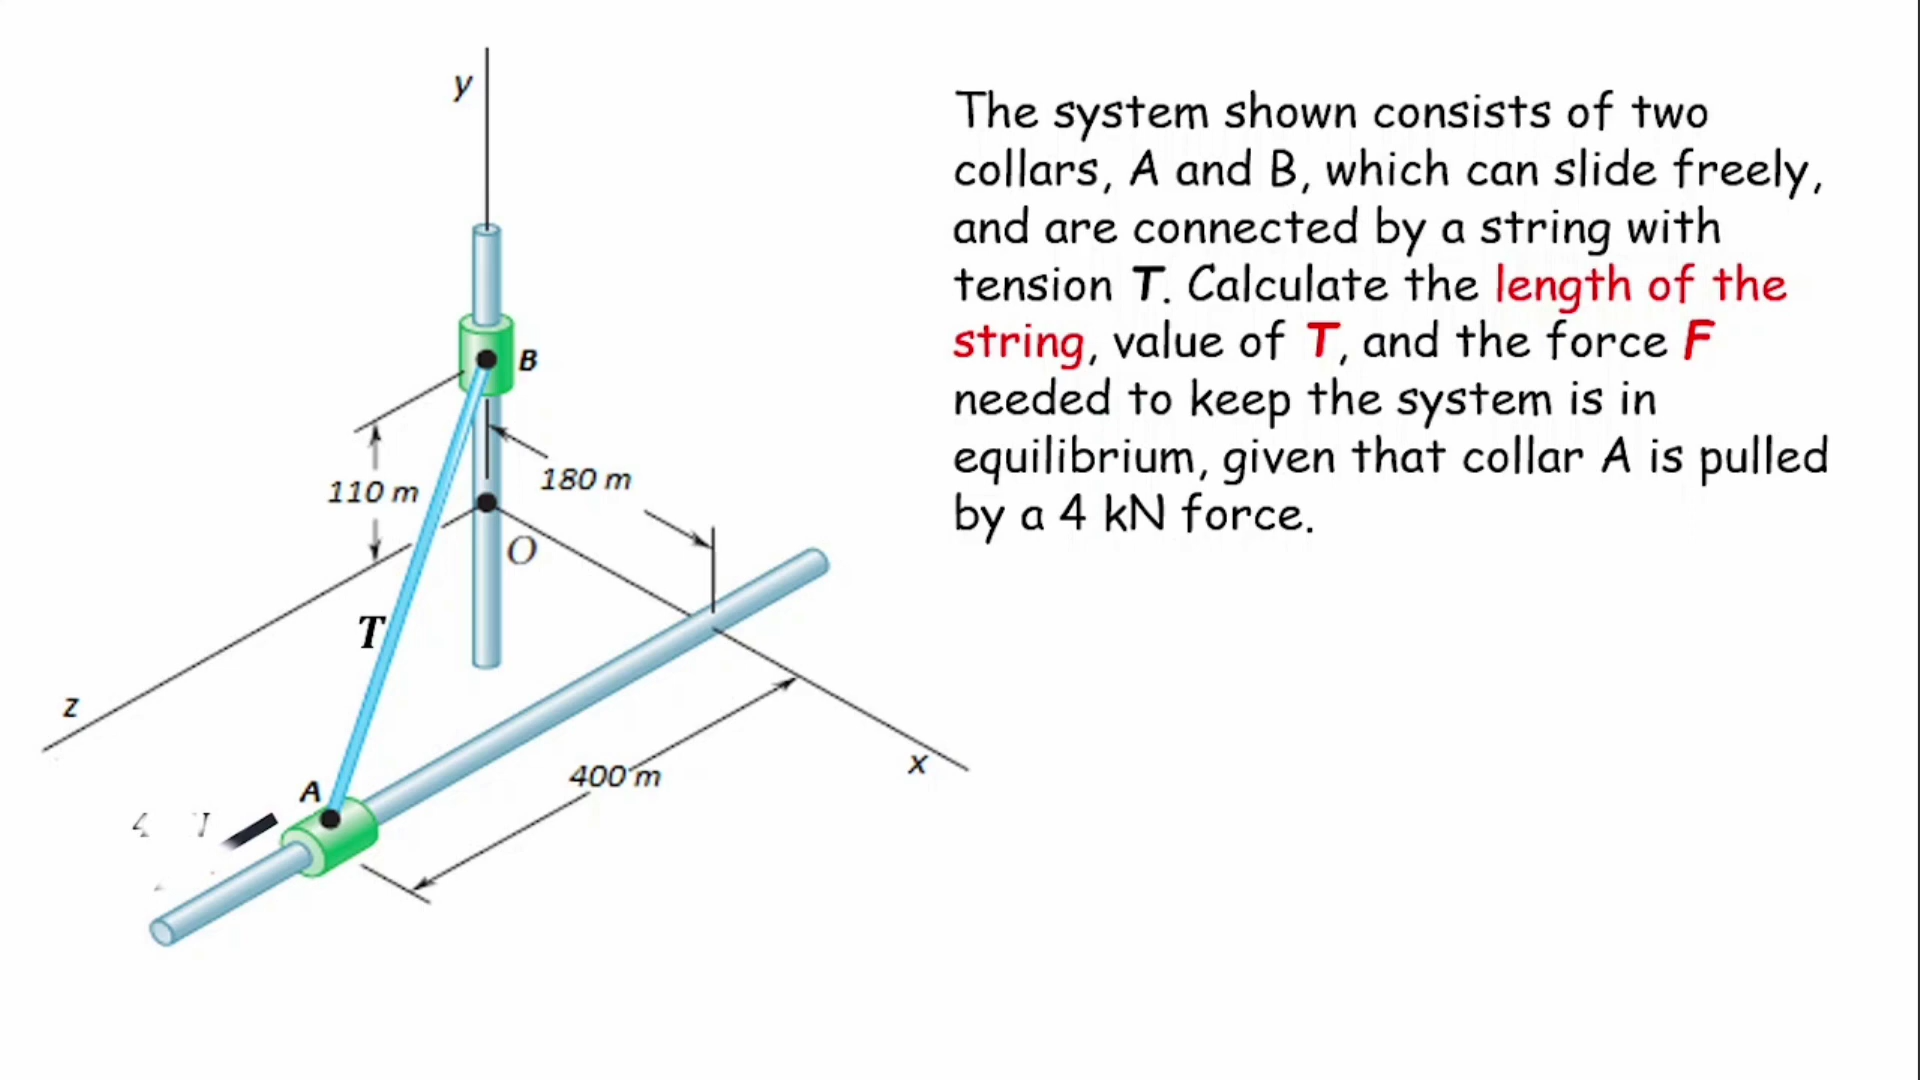 y
B
180 m
110 m
O
T
z
A
x
400 m
The system shown consists of two
collars, A and B, which can slide freely,
and are connected by a string with
tension T. Calculate the length of the
string, value of T, and the force F
needed to keep the system is in
equilibrium, given that collar A is pulled
by a 4 kN force.